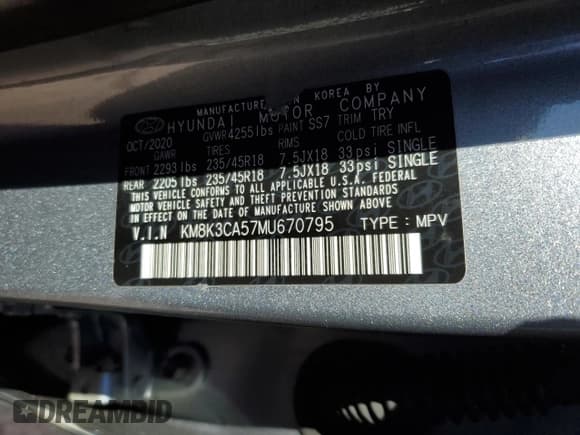 MANUFACTURED IN KOREA BY
HYUNDAI MOTOR COMPANY
OCT/2020 GVWR 4255lbs PAINT SS7 TRIM TRY
GAWR TIRES RIMS COLD TIRE INFL
FRONT 2293lbs 235/45R18 7.5JX18 33psi SINGLE
REAR 2205lbs 235/45R18 7.5JX18 33psi SINGLE
THIS VEHICLE CONFORMS TO ALL APPLICABLE U.S.A. FEDERAL
MOTOR VEHICLE SAFETY AND THEFT PREVENTION STANDARDS
IN EFFECT ON THE DATE OF MANUFACTURE SHOWN ABOVE.
V.I.N KM8K3CA57MU670795 TYPE : MPV
DREAMBID